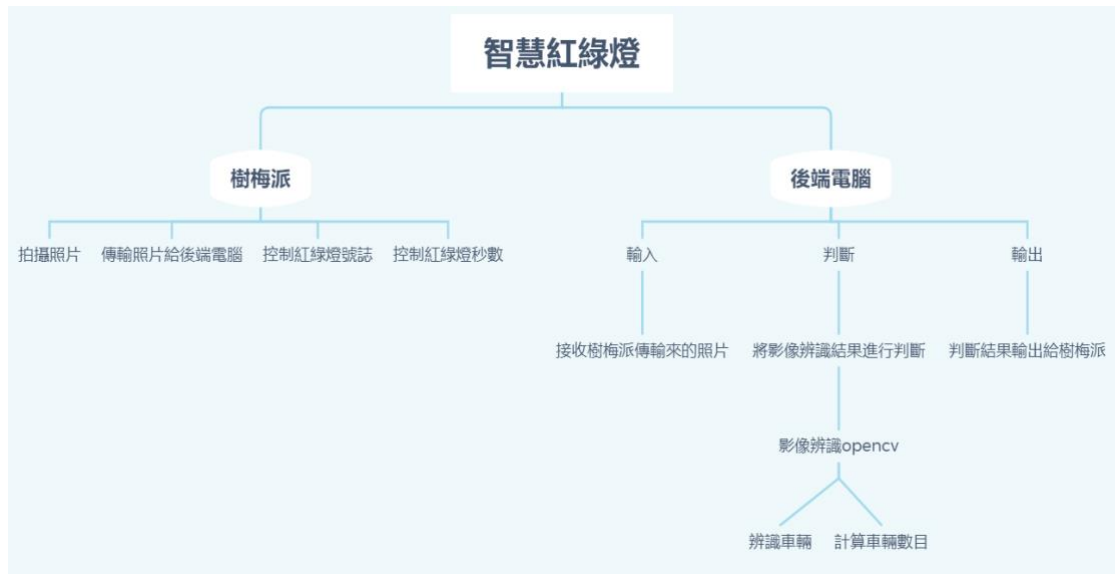 智慧紅綠燈
樹梅派
後端電腦
拍攝照片
傳輸照片給後端電腦
控制紅綠燈號誌
控制紅綠燈秒數
輸入
判斷
輸出
接收樹梅派傳輸來的照片
將影像辨識結果進行判斷
判斷結果輸出給樹梅派
影像辨識opencv
辨識車輛
計算車輛數目